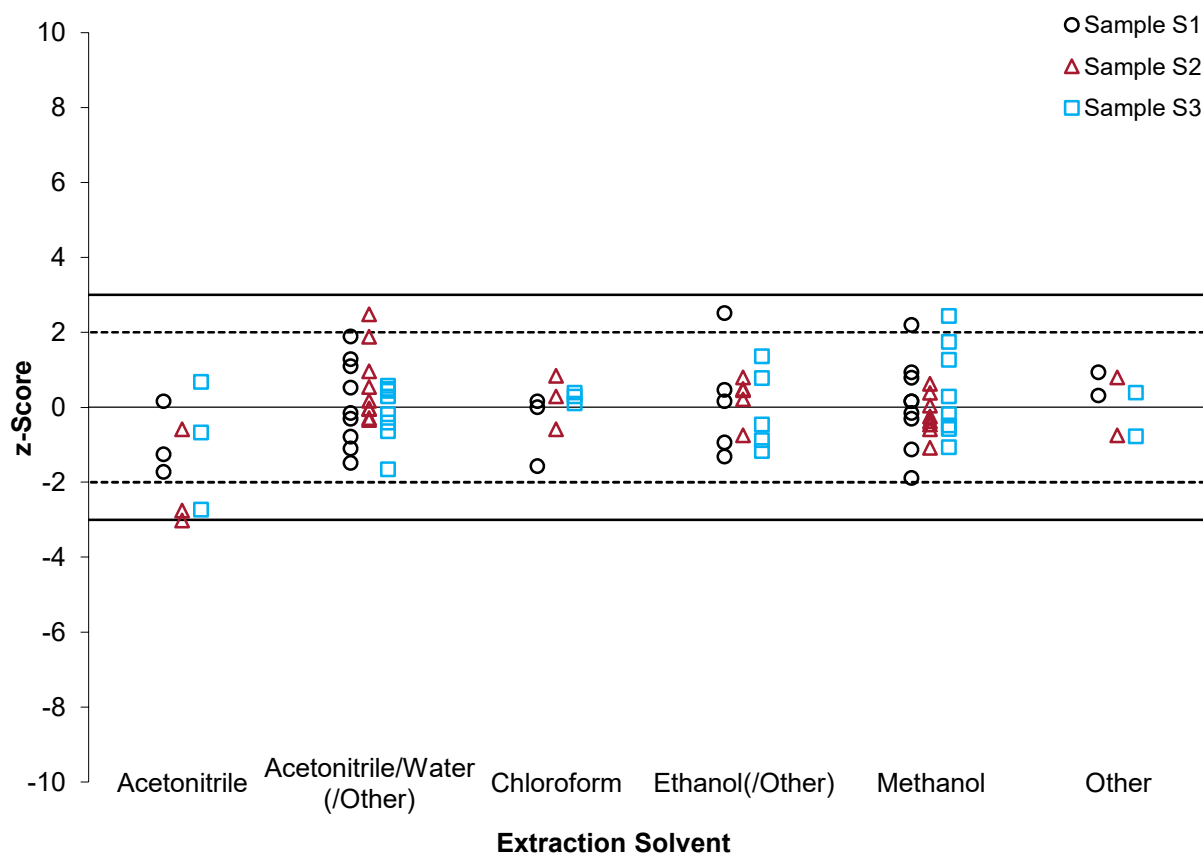 Sample S1
Sample S2
Sample S3
10
8
6
4
2
0
-2
-4
-6
-8
-10
z-Score
Acetonitrile
Acetonitrile/Water
(/Other)
Chloroform
Ethanol(/Other)
Methanol
Other
Extraction Solvent